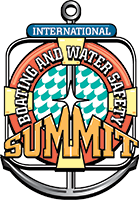 INTERNATIONAL
BOATING AND WATER SAFETY
SUMMIT